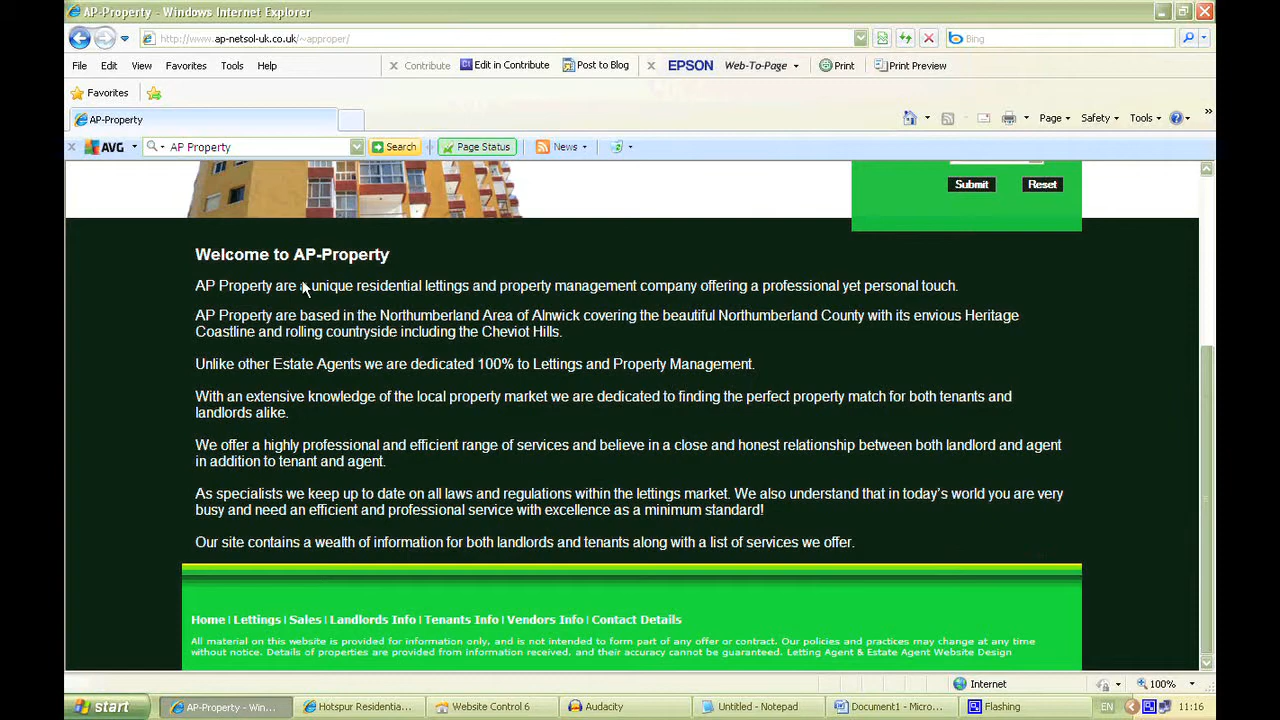 AP-Property - Windows Internet Explorer
http://www.ap-netsol-uk.co.uk/~approper/
Bing
File Edit View Favorites Tools Help
Contribute Edit in Contribute Post to Blog
EPSON Web-To-Page Print Print Preview
Favorites
AP-Property
Page Safety Tools
AVG AP Property Search Page Status News
Submit Reset
Welcome to AP-Property
AP Property are a unique residential lettings and property management company offering a professional yet personal touch.
AP Property are based in the Northumberland Area of Alnwick covering the beautiful Northumberland County with its envious Heritage
Coastline and rolling countryside including the Cheviot Hills.
Unlike other Estate Agents we are dedicated 100% to Lettings and Property Management.
With an extensive knowledge of the local property market we are dedicated to finding the perfect property match for both tenants and
landlords alike.
We offer a highly professional and efficient range of services and believe in a close and honest relationship between both landlord and agent
in addition to tenant and agent.
As specialists we keep up to date on all laws and regulations within the lettings market. We also understand that in today's world you are very
busy and need an efficient and professional service with excellence as a minimum standard!
Our site contains a wealth of information for both landlords and tenants along with a list of services we offer.
Home | Lettings | Sales | Landlords Info | Tenants Info | Vendors Info | Contact Details
All material on this website is provided for information only, and is not intended to form part of any offer or contract. Our policies and practices may change at any time
without notice. Details of properties are provided from information received, and their accuracy cannot be guaranteed. Letting Agent & Estate Agent Website Design
Internet 100%
start AP-Property - Win... Hotspur Residentia... Website Control 6 Audacity Untitled - Notepad Document1 - Micro... Flashing EN 11:16